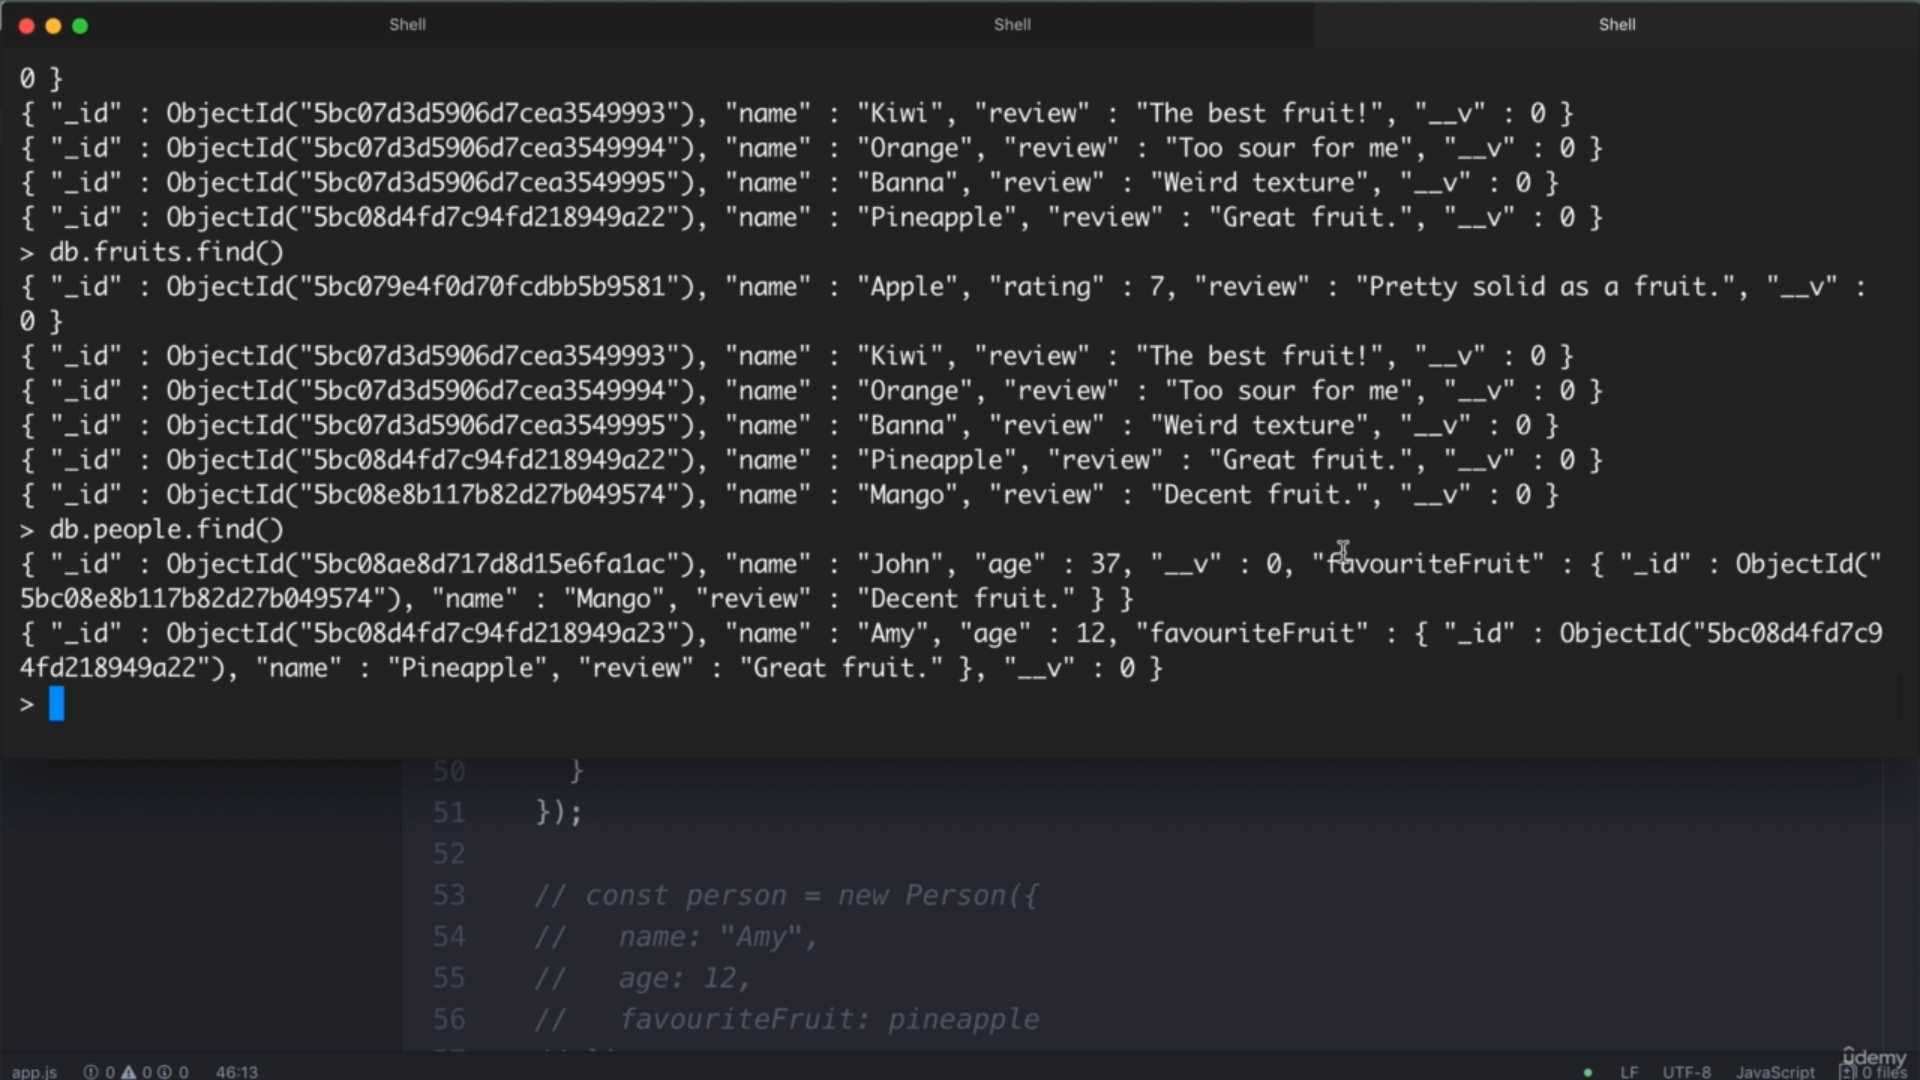 Shell Shell Shell
0 }
{ "_id" : ObjectId("5bc07d3d5906d7cea3549993"), "name" : "Kiwi", "review" : "The best fruit!", "__v" : 0 }
{ "_id" : ObjectId("5bc07d3d5906d7cea3549994"), "name" : "Orange", "review" : "Too sour for me", "__v" : 0 }
{ "_id" : ObjectId("5bc07d3d5906d7cea3549995"), "name" : "Banna", "review" : "Weird texture", "__v" : 0 }
{ "_id" : ObjectId("5bc08d4fd7c94fd218949a22"), "name" : "Pineapple", "review" : "Great fruit.", "__v" : 0 }
> db.fruits.find()
{ "_id" : ObjectId("5bc079e4f0d70fcdbb5b9581"), "name" : "Apple", "rating" : 7, "review" : "Pretty solid as a fruit.", "__v" :
0 }
{ "_id" : ObjectId("5bc07d3d5906d7cea3549993"), "name" : "Kiwi", "review" : "The best fruit!", "__v" : 0 }
{ "_id" : ObjectId("5bc07d3d5906d7cea3549994"), "name" : "Orange", "review" : "Too sour for me", "__v" : 0 }
{ "_id" : ObjectId("5bc07d3d5906d7cea3549995"), "name" : "Banna", "review" : "Weird texture", "__v" : 0 }
{ "_id" : ObjectId("5bc08d4fd7c94fd218949a22"), "name" : "Pineapple", "review" : "Great fruit.", "__v" : 0 }
{ "_id" : ObjectId("5bc08e8b117b82d27b049574"), "name" : "Mango", "review" : "Decent fruit.", "__v" : 0 }
> db.people.find()
{ "_id" : ObjectId("5bc08ae8d717d8d15e6fa1ac"), "name" : "John", "age" : 37, "__v" : 0, "favouriteFruit" : { "_id" : ObjectId("
5bc08e8b117b82d27b049574"), "name" : "Mango", "review" : "Decent fruit." } }
{ "_id" : ObjectId("5bc08d4fd7c94fd218949a23"), "name" : "Amy", "age" : 12, "favouriteFruit" : { "_id" : ObjectId("5bc08d4fd7c9
4fd218949a22"), "name" : "Pineapple", "review" : "Great fruit." }, "__v" : 0 }
>
50 }
51 });
52
53 // const person = new Person({
54 // name: "Amy",
55 // age: 12,
56 // favouriteFruit: pineapple
app.js 0 0 0 46:13 LF UTF-8 JavaScript 0 files
ûdemy